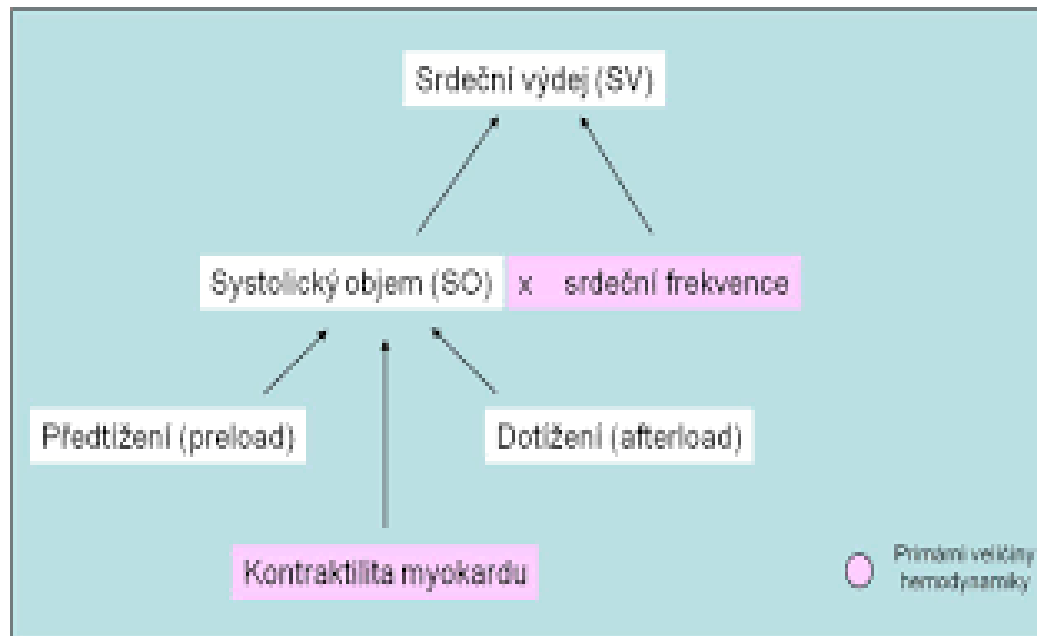 Srdeční výdej (SV)
Systolický objem (SO) x srdeční frekvence
Předtížení (preload)
Dotížení (afterload)
Kontraktilita myokardu
Primární veličiny
hemodynamiky